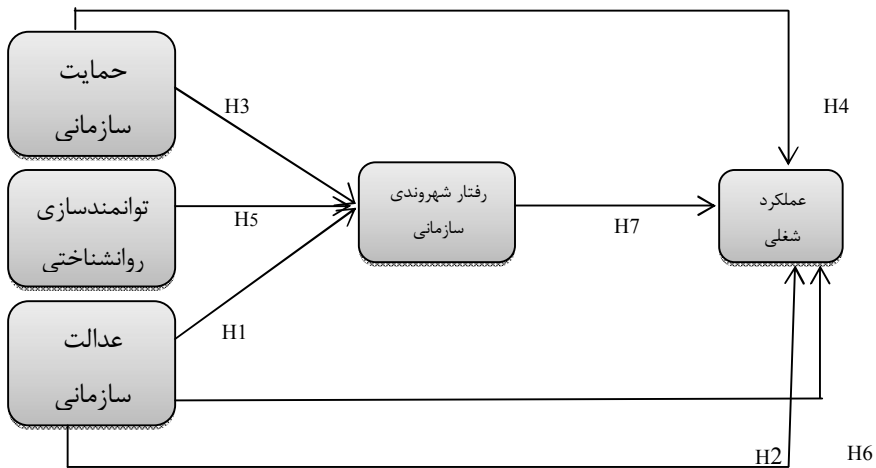 حمایت
سازمانی
H3
H4
توانمندسازی
روانشناختی
H5
رفتار شهروندی
سازمانی
H7
عملکرد
شغلی
عدالت
سازمانی
H1
H2
H6